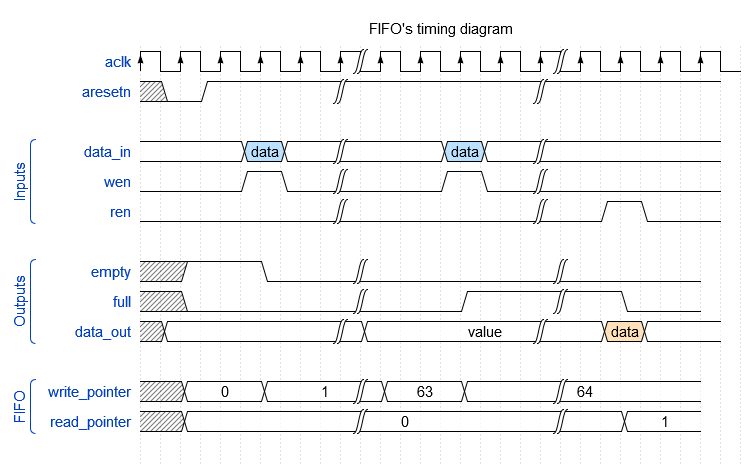 FIFO's timing diagram
aclk
aresetn
Inputs
data_in data data
wen
ren
Outputs
empty
full
data_out value data
FIFO
write_pointer 0 1 63 64
read_pointer 0 1